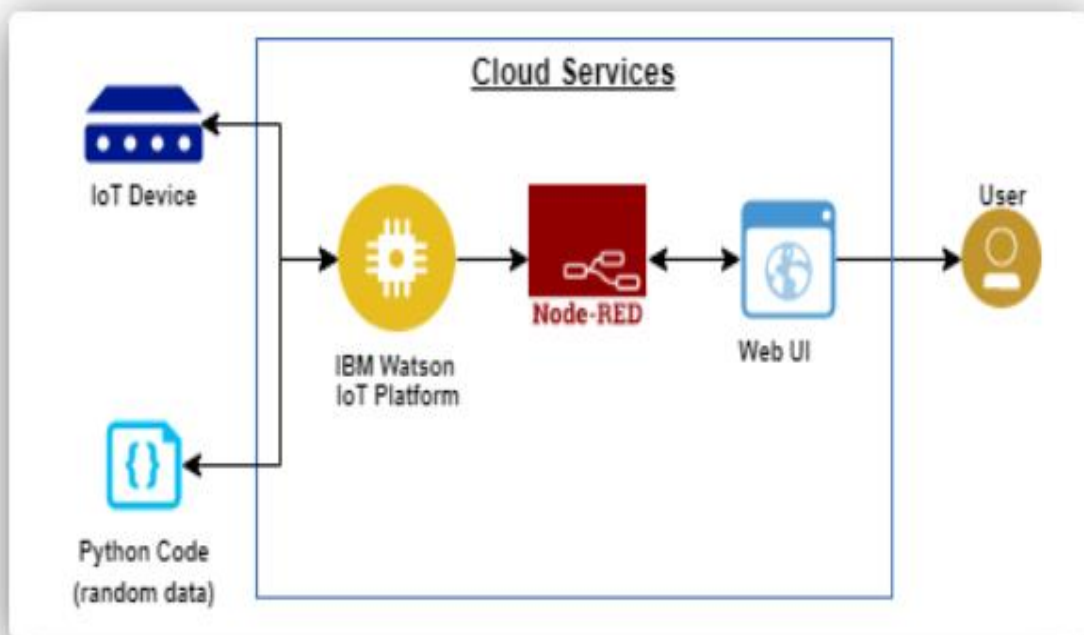 Cloud Services
IoT Device
User
Node-RED
Web UI
IBM Watson
IoT Platform
{}
Python Code
(random data)